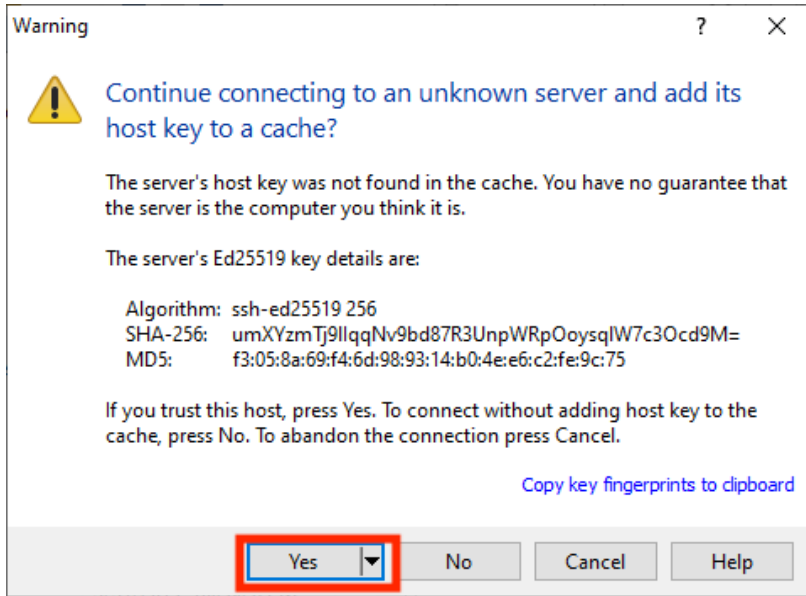 Warning
?
Continue connecting to an unknown server and add its
host key to a cache?
The server's host key was not found in the cache. You have no guarantee that
the server is the computer you think it is.
The server's Ed25519 key details are:
Algorithm: ssh-ed25519 256
SHA-256: umXYzmTj9IlqqNv9bd87R3UnpWRpOoysqIW7c3Ocd9M=
MD5: f3:05:8a:69:f4:6d:98:93:14:b0:4e:e6:c2:fe:9c:75
If you trust this host, press Yes. To connect without adding host key to the
cache, press No. To abandon the connection press Cancel.
Copy key fingerprints to clipboard
Yes No Cancel Help